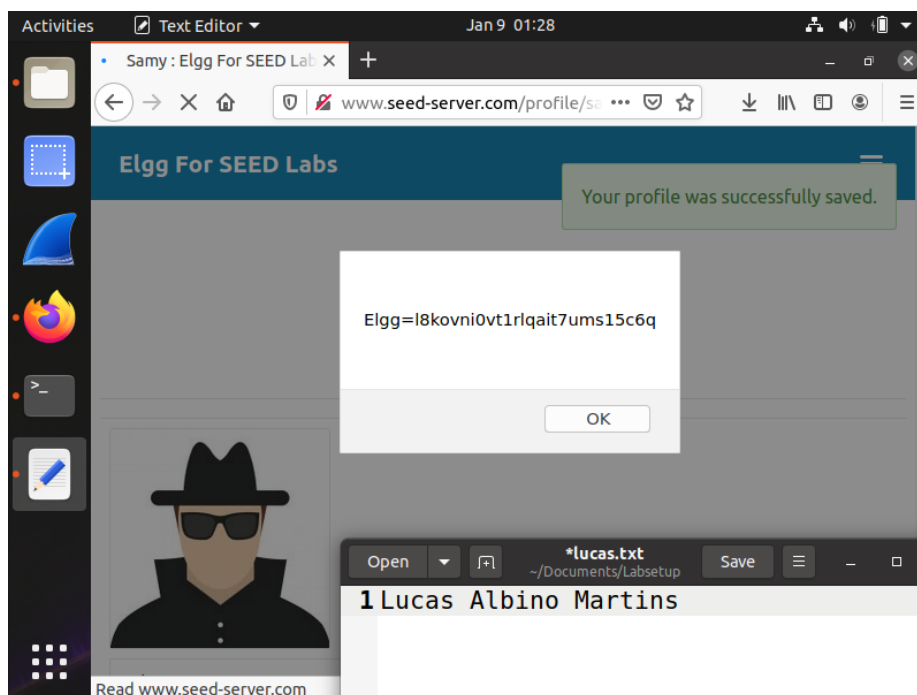 Activities Text Editor Jan 9 01:28
Samy : Elgg For SEED Lab
www.seed-server.com/profile/sa
Elgg For SEED Labs
Your profile was successfully saved.
Elgg=l8kovni0vt1rlqait7ums15c6q
OK
Open *lucas.txt Save
~/Documents/Labsetup
1 Lucas Albino Martins
Read www.seed-server.com